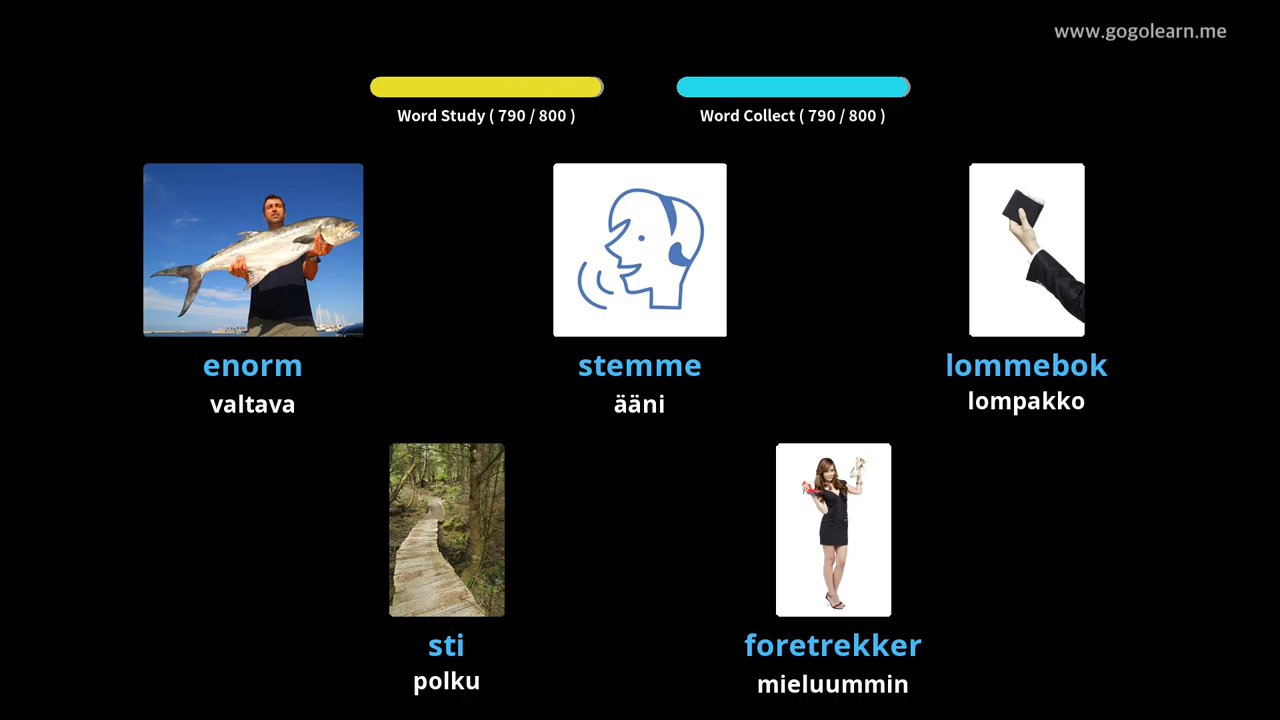 www.gogolearn.me
Word Study ( 790 / 800 )
Word Collect ( 790 / 800 )
enorm
valtava
stemme
ääni
lommebok
lompakko
sti
polku
foretrekker
mieluummin